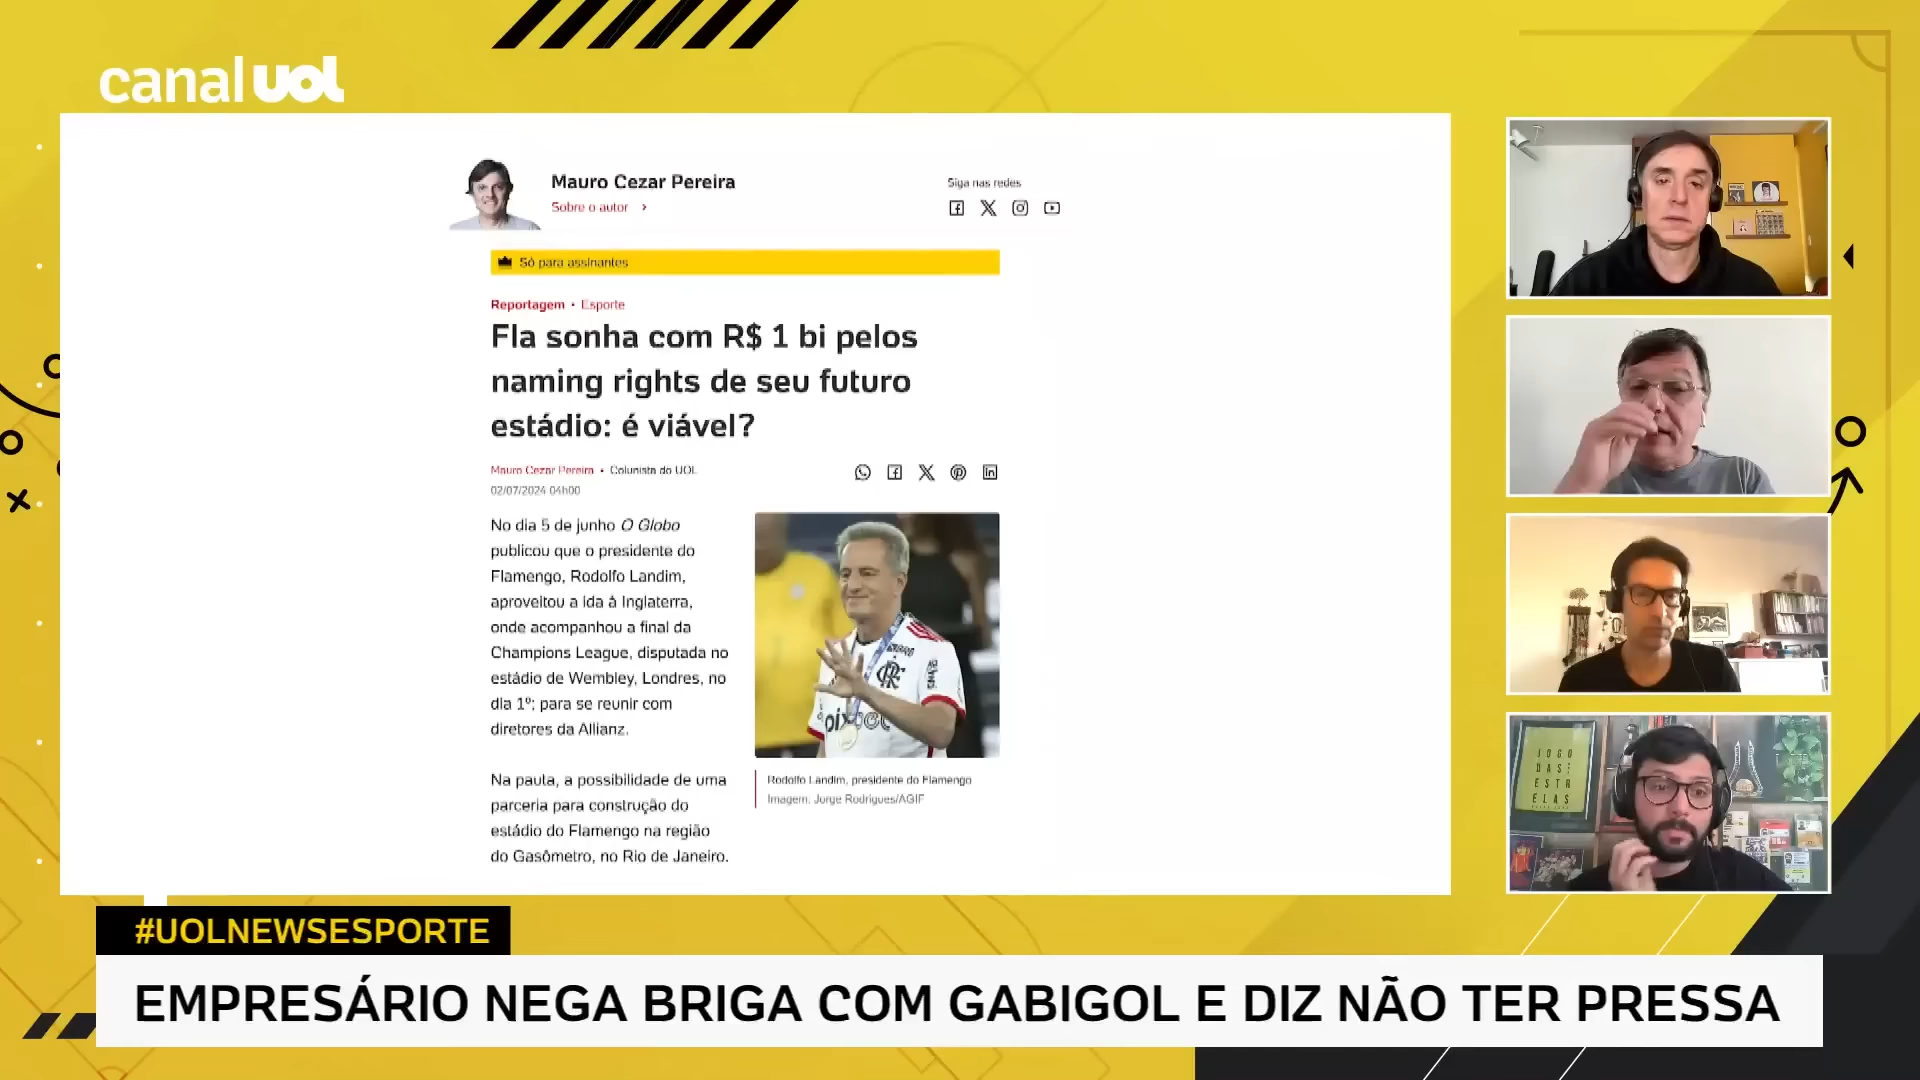 canal uol
Mauro Cezar Pereira
Sobre o autor
Siga nas redes
Só para assinantes
Reportagem • Esporte
Fla sonha com R$ 1 bi pelos
naming rights de seu futuro
estádio: é viável?
Mauro Cezar Pereira • Colunista do UOL
02/07/2024 04h00
No dia 5 de junho O Globo
publicou que o presidente do
Flamengo, Rodolfo Landim,
aproveitou a ida à Inglaterra,
onde acompanhou a final da
Champions League, disputada no
estádio de Wembley, Londres, no
dia 1º; para se reunir com
diretores da Allianz.
Na pauta, a possibilidade de uma
parceria para construção do
estádio do Flamengo na região
do Gasômetro, no Rio de Janeiro.
Rodolfo Landim, presidente do Flamengo
Imagem: Jorge Rodrigues/AGIF
JOGO
DAS
ESTR
ELAS
#UOLNEWSESPORTE
EMPRESÁRIO NEGA BRIGA COM GABIGOL E DIZ NÃO TER PRESSA